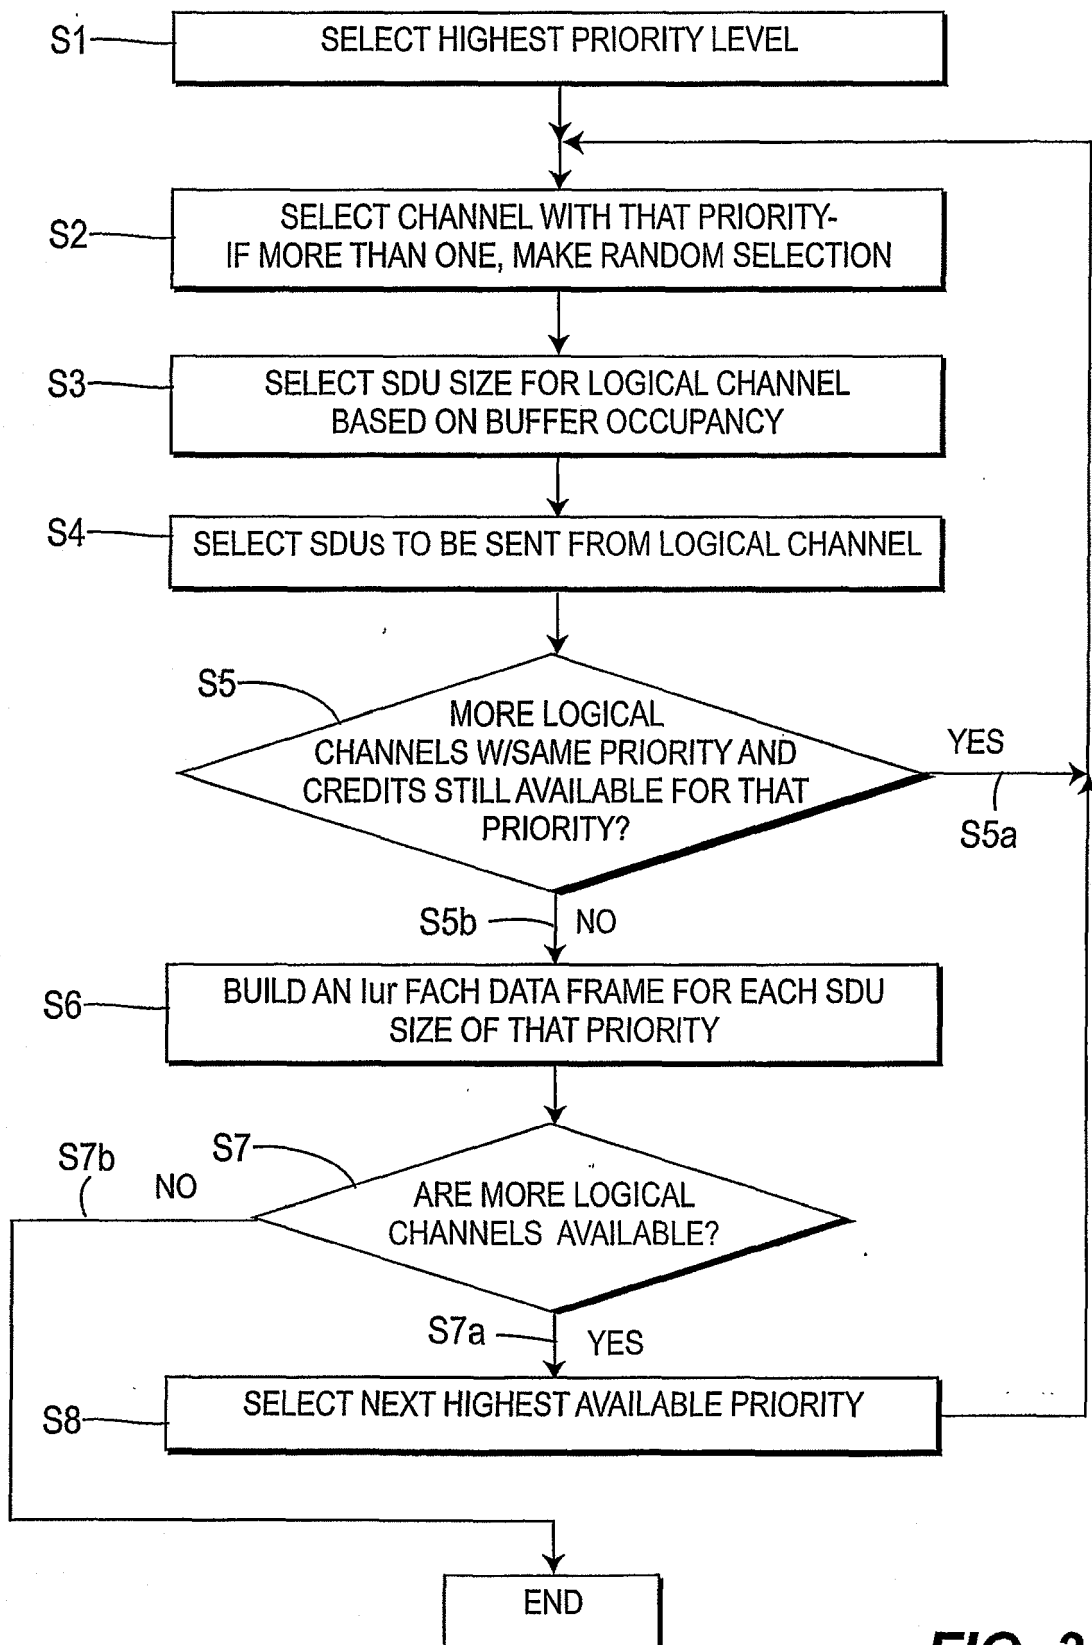 S1
SELECT HIGHEST PRIORITY LEVEL
S2
SELECT CHANNEL WITH THAT PRIORITY-
IF MORE THAN ONE, MAKE RANDOM SELECTION
S3
SELECT SDU SIZE FOR LOGICAL CHANNEL
BASED ON BUFFER OCCUPANCY
S4
SELECT SDUs TO BE SENT FROM LOGICAL CHANNEL
S5
MORE LOGICAL
CHANNELS W/SAME PRIORITY AND
CREDITS STILL AVAILABLE FOR THAT
PRIORITY?
YES
S5a
S5b
NO
S6
BUILD AN Iur FACH DATA FRAME FOR EACH SDU
SIZE OF THAT PRIORITY
S7b
NO
S7
ARE MORE LOGICAL
CHANNELS AVAILABLE?
S7a
YES
S8
SELECT NEXT HIGHEST AVAILABLE PRIORITY
END